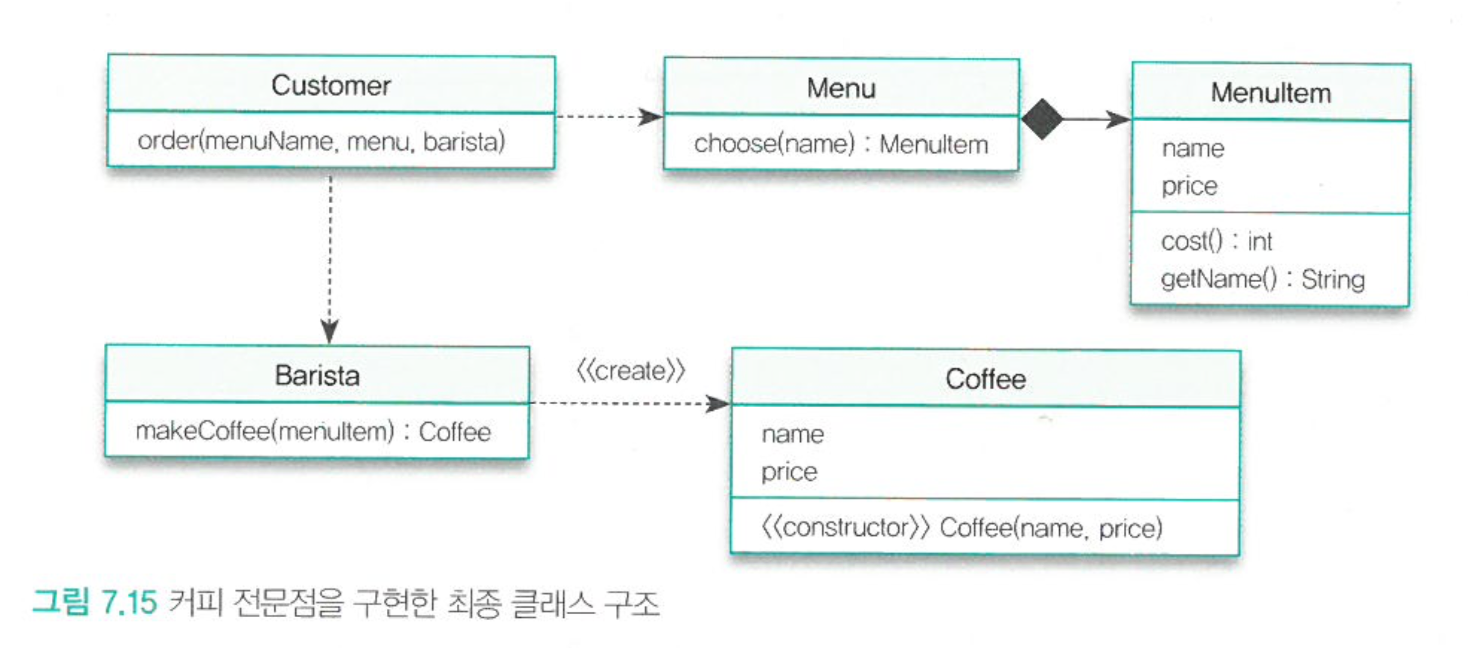 Customer
order(menuName, menu, barista)
Menu
choose(name) : MenuItem
MenuItem
name
price
cost() : int
getName() : String
Barista
makeCoffee(menuItem) : Coffee
《create》
Coffee
name
price
《constructor》 Coffee(name, price)
그림 7.15 커피 전문점을 구현한 최종 클래스 구조